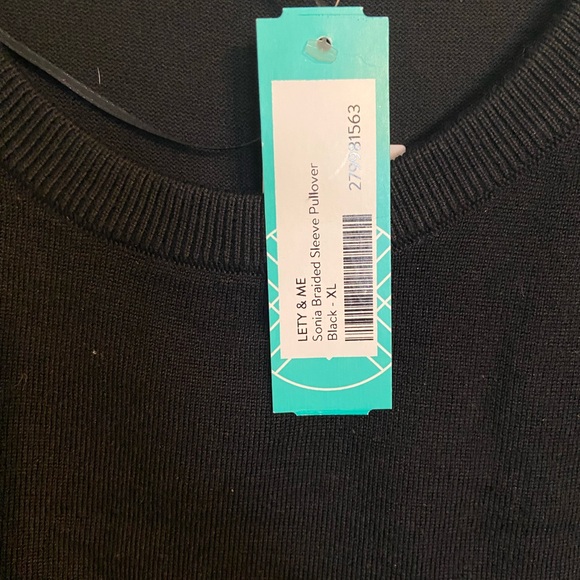 LETY & ME
Sonia Braided Sleeve Pullover
Black - XL